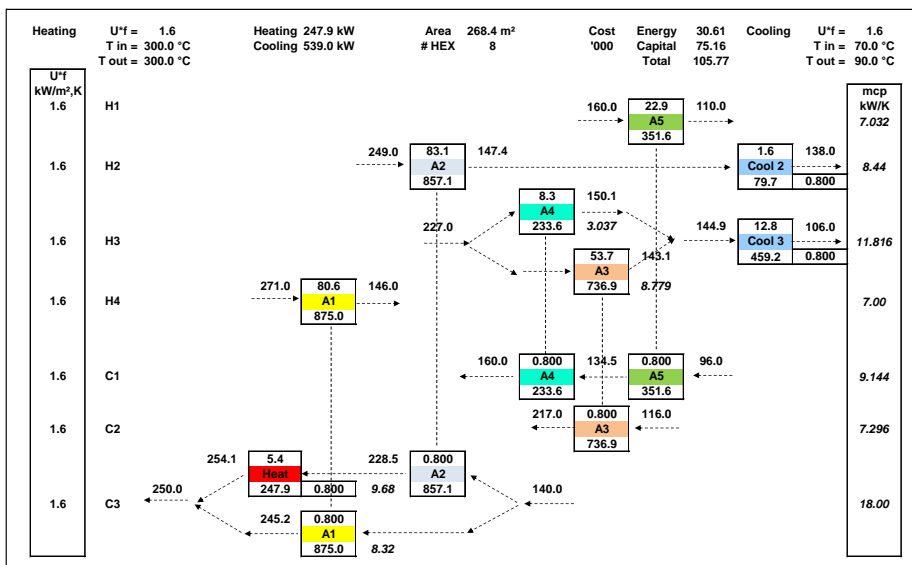 Heating U*f = 1.6 Heating 247.9 kW Area 268.4 m² Cost Energy 30.61 Cooling U*f = 1.6
T in = 300.0 °C Cooling 539.0 kW # HEX 8 '000 Capital 75.16 T in = 70.0 °C
T out = 300.0 °C Total 105.77 T out = 90.0 °C
U*f mcp
kW/m²,K kW/K
1.6 H1 160.0 22.9 110.0
A5 7.032
351.6
249.0 83.1 147.4 1.6 138.0
1.6 H2 A2 Cool 2 8.44
857.1 79.7 0.800
8.3 150.1
A4
227.0 233.6 3.037 144.9 12.8 106.0
1.6 H3 Cool 3 11.816
53.7 143.1 459.2 0.800
A3
271.0 80.6 146.0 736.9 8.779
1.6 H4 A1 7.00
875.0
160.0 0.800 134.5 0.800 96.0
1.6 C1 A4 A5 9.144
233.6 351.6
217.0 0.800 116.0
1.6 C2 A3 7.296
736.9
254.1 5.4 228.5 0.800
Heat A2
250.0 247.9 0.800 9.68 857.1 140.0
1.6 C3 18.00
245.2 0.800
A1
875.0 8.32